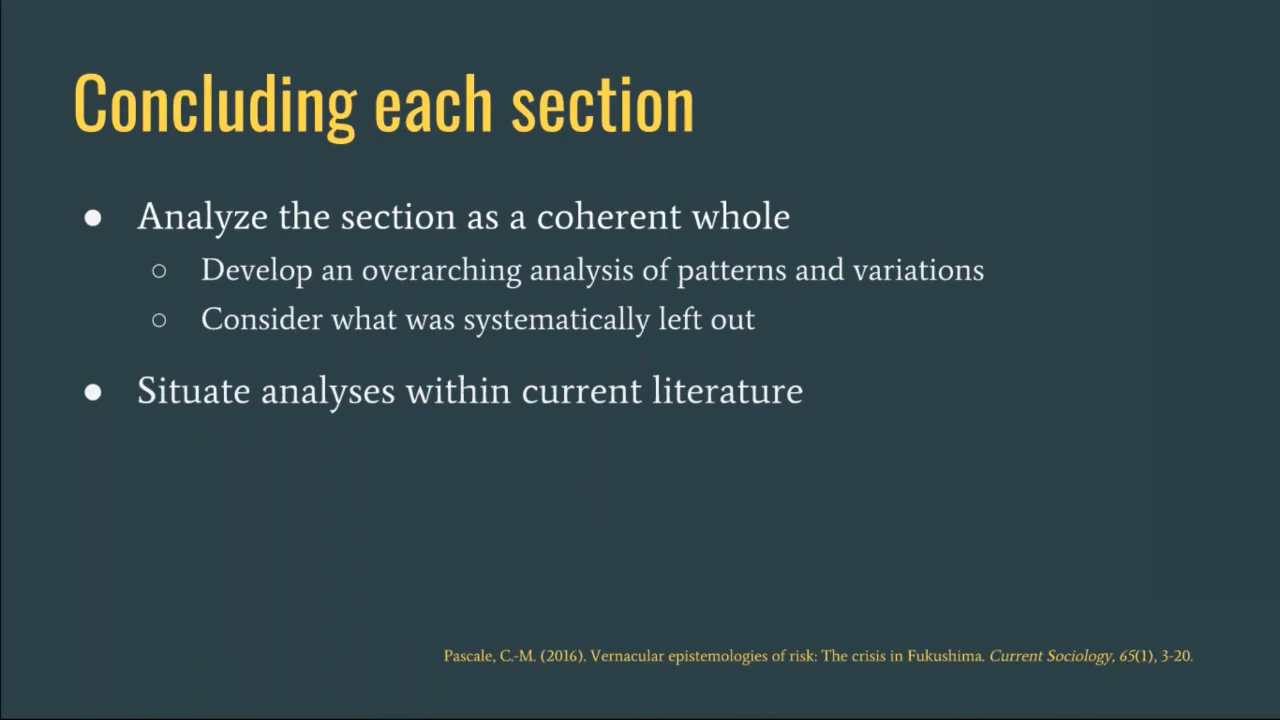 Concluding each section
● Analyze the section as a coherent whole
○ Develop an overarching analysis of patterns and variations
○ Consider what was systematically left out
● Situate analyses within current literature
Pascale, C.-M. (2016). Vernacular epistemologies of risk: The crisis in Fukushima. Current Sociology, 65(1), 3-20.